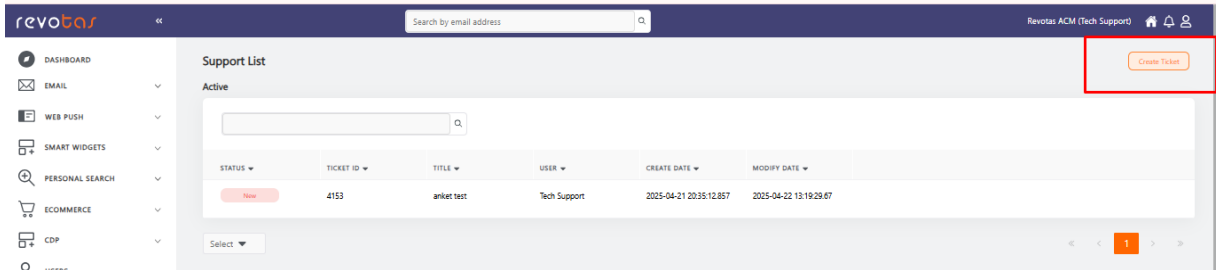 revotas
«
Search by email address
Revotas ACM (Tech Support)
DASHBOARD
EMAIL
WEB PUSH
SMART WIDGETS
PERSONAL SEARCH
ECOMMERCE
CDP
USERS
Support List
Create Ticket
Active
STATUS TICKET ID TITLE USER CREATE DATE MODIFY DATE
New 4153 anket test Tech Support 2025-04-21 20:35:12.857 2025-04-22 13:19:29.67
Select
« ‹ 1 › »